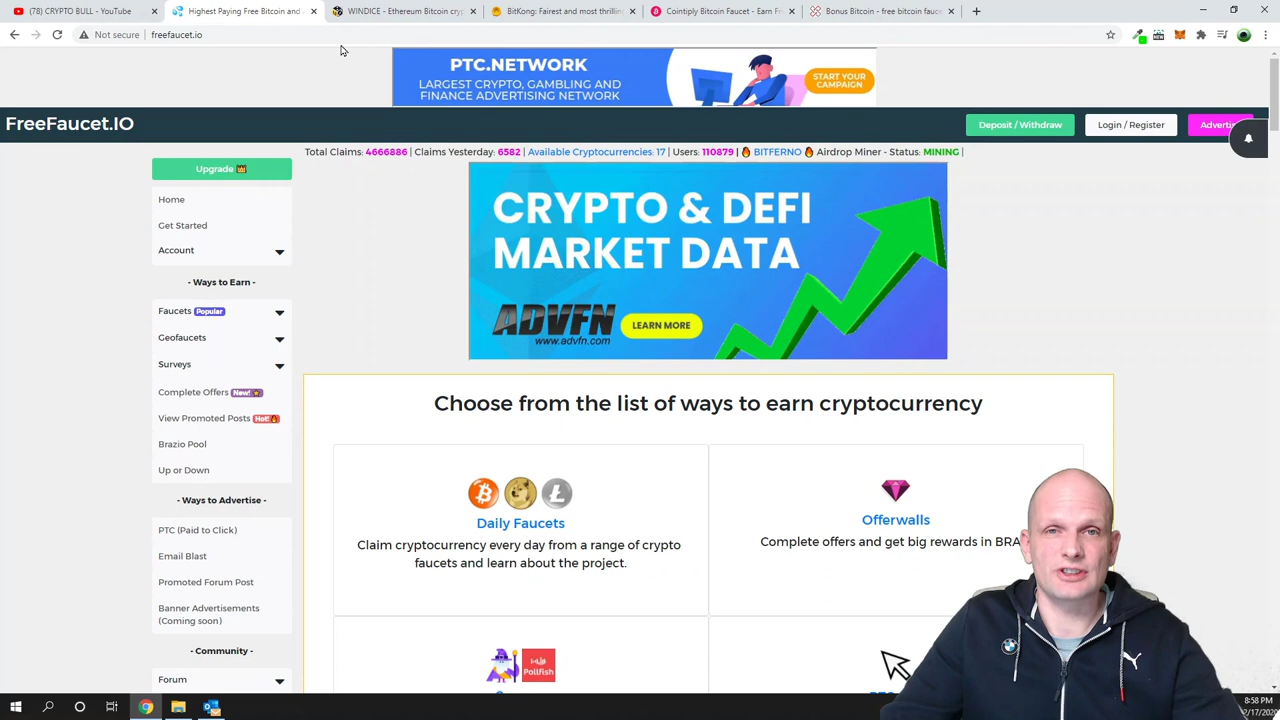 (78) CRYPTO BULL - YouTube
Highest Paying Free Bitcoin and
WINDICE - Ethereum Bitcoin cryp
BitKong: Fairest and most thrilling
Cointiply Bitcoin Faucet - Earn Fr
Bonus Bitcoin - free bitcoin fauce
Not secure
freefaucet.io
PTC.NETWORK
LARGEST CRYPTO, GAMBLING AND
FINANCE ADVERTISING NETWORK
START YOUR
CAMPAIGN
FreeFaucet.IO
Deposit / Withdraw
Login / Register
Adverti
Total Claims: 4666886 | Claims Yesterday: 6582 | Available Cryptocurrencies: 17 | Users: 110879 | BITFERNO Airdrop Miner - Status: MINING |
Upgrade
Home
Get Started
Account
- Ways to Earn -
Faucets Popular
Geofaucets
Surveys
Complete Offers New!
View Promoted Posts Hot!
Brazio Pool
Up or Down
- Ways to Advertise -
PTC (Paid to Click)
Email Blast
Promoted Forum Post
Banner Advertisements
(Coming soon)
- Community -
Forum
CRYPTO & DEFI
MARKET DATA
ADVFN
www.advfn.com
LEARN MORE
Choose from the list of ways to earn cryptocurrency
Daily Faucets
Claim cryptocurrency every day from a range of crypto
faucets and learn about the project.
Offerwalls
Complete offers and get big rewards in BRA
Pollfish
8:58 PM